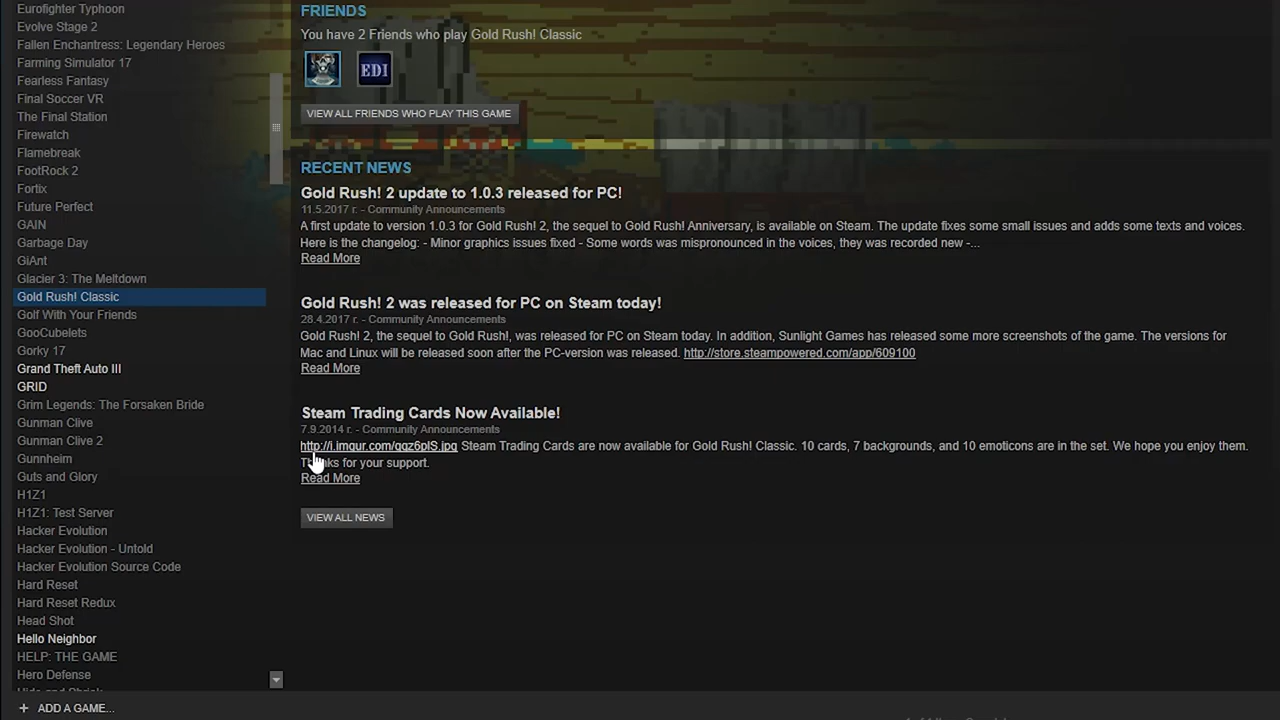 Eurofighter Typhoon
Evolve Stage 2
Fallen Enchantress: Legendary Heroes
Farming Simulator 17
Fearless Fantasy
Final Soccer VR
The Final Station
Firewatch
Flamebreak
FootRock 2
Fortix
Future Perfect
GAIN
Garbage Day
GiAnt
Glacier 3: The Meltdown
Gold Rush! Classic
Golf With Your Friends
GooCubelets
Gorky 17
Grand Theft Auto III
GRID
Grim Legends: The Forsaken Bride
Gunman Clive
Gunman Clive 2
Gunnheim
Guts and Glory
H1Z1
H1Z1: Test Server
Hacker Evolution
Hacker Evolution - Untold
Hacker Evolution Source Code
Hard Reset
Hard Reset Redux
Head Shot
Hello Neighbor
HELP: THE GAME
Hero Defense
+ ADD A GAME...
FRIENDS
You have 2 Friends who play Gold Rush! Classic
EDI
VIEW ALL FRIENDS WHO PLAY THIS GAME
RECENT NEWS
Gold Rush! 2 update to 1.0.3 released for PC!
11.5.2017 г. - Community Announcements
A first update to version 1.0.3 for Gold Rush! 2, the sequel to Gold Rush! Anniversary, is available on Steam. The update fixes some small issues and adds some texts and voices.
Here is the changelog: - Minor graphics issues fixed - Some words was mispronounced in the voices, they was recorded new -...
Read More
Gold Rush! 2 was released for PC on Steam today!
28.4.2017 г. - Community Announcements
Gold Rush! 2, the sequel to Gold Rush!, was released for PC on Steam today. In addition, Sunlight Games has released some more screenshots of the game. The versions for
Mac and Linux will be released soon after the PC-version was released. http://store.steampowered.com/app/609100
Read More
Steam Trading Cards Now Available!
7.9.2014 г. - Community Announcements
Steam Trading Cards are now available for Gold Rush! Classic. 10 cards, 7 backgrounds, and 10 emoticons are in the set. We hope you enjoy them.
for your support.
Read More
VIEW ALL NEWS